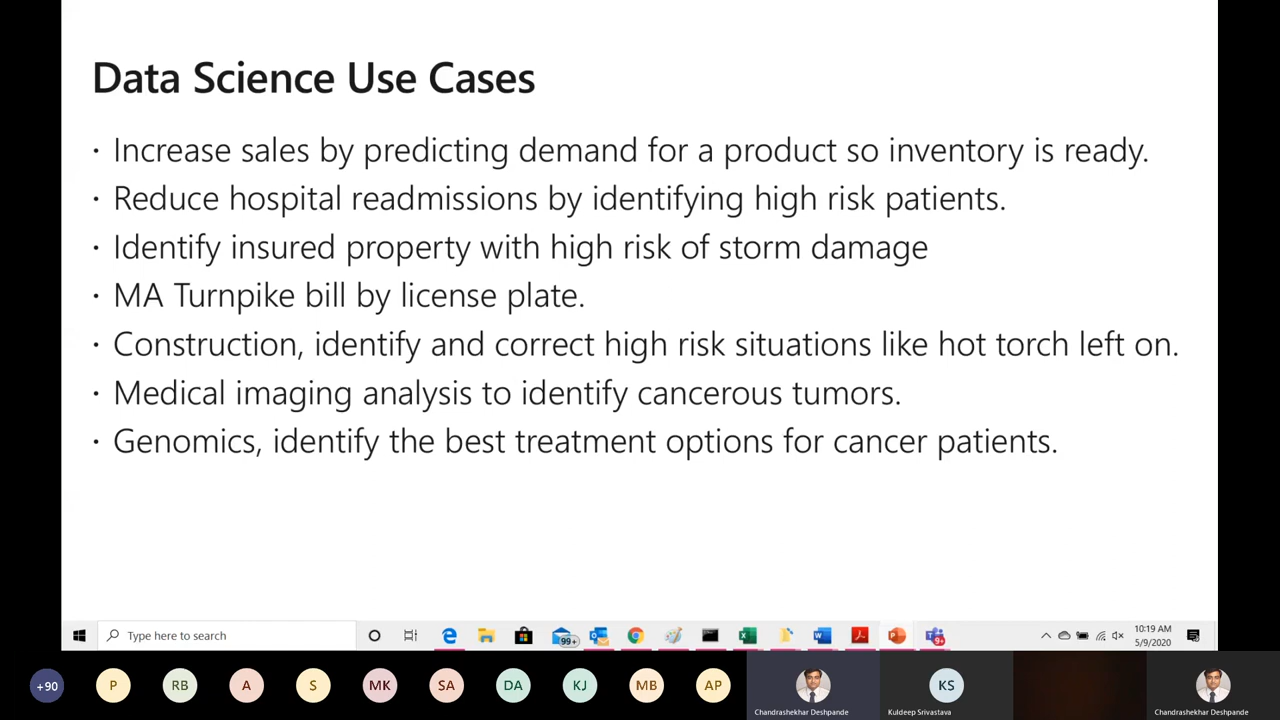 Data Science Use Cases
· Increase sales by predicting demand for a product so inventory is ready.
· Reduce hospital readmissions by identifying high risk patients.
· Identify insured property with high risk of storm damage
· MA Turnpike bill by license plate.
· Construction, identify and correct high risk situations like hot torch left on.
· Medical imaging analysis to identify cancerous tumors.
· Genomics, identify the best treatment options for cancer patients.
Type here to search
99+
9+
10:19 AM
5/9/2020
+90
P
RB
A
S
MK
SA
DA
KJ
MB
AP
KS
Chandrashekhar Deshpande
Kuldeep Srivastava
Chandrashekhar Deshpande